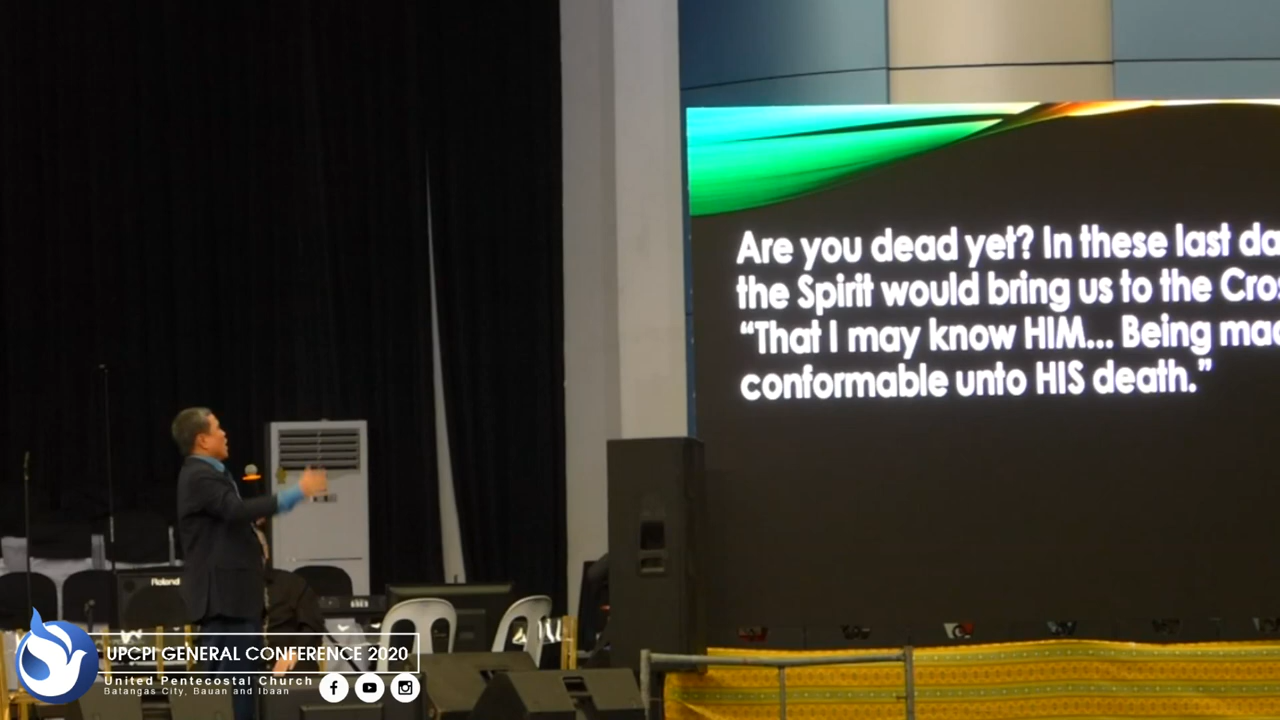 Are you dead yet? In these last da
the Spirit would bring us to the Cros
“That I may know HIM... Being mad
conformable unto HIS death.”
Roland
UPCPI GENERAL CONFERENCE 2020
United Pentecostal Church
Batangas City, Bauan and Ibaan